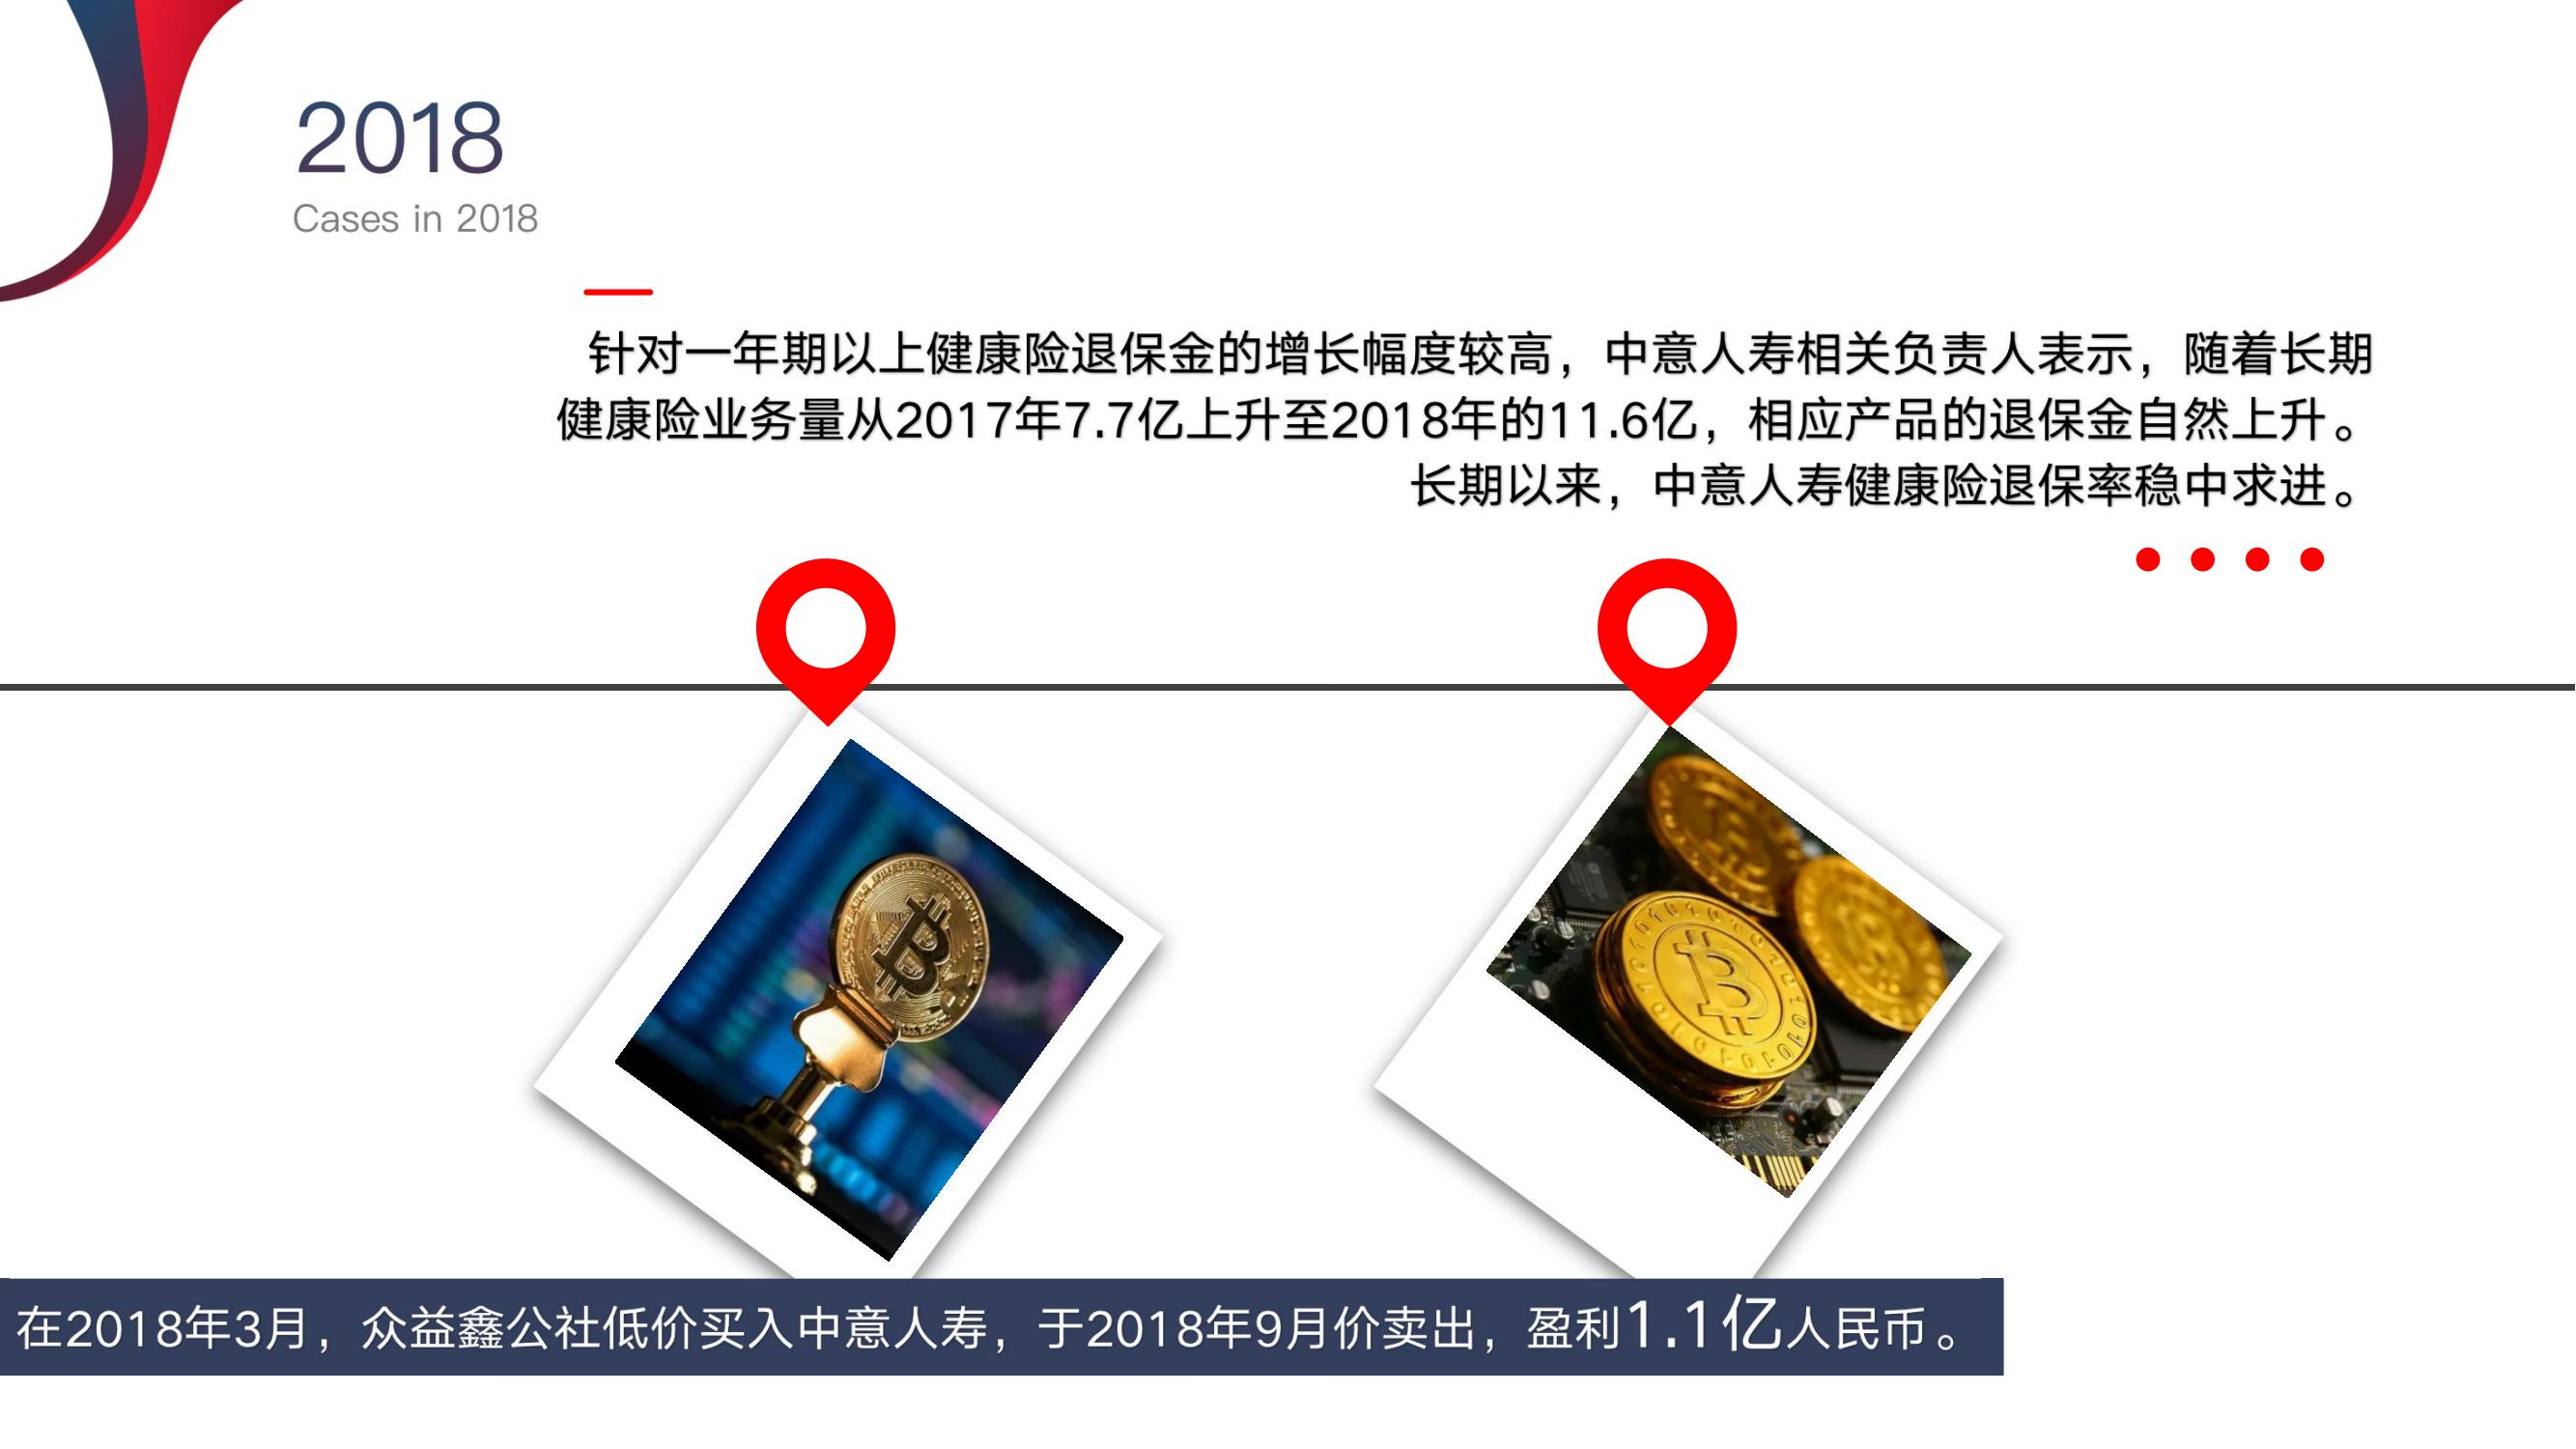 2018
Cases in 2018
针对一年期以上健康险退保金的增长幅度较高，中意人寿相关负责人表示，随着长期
健康险业务量从2017年7.7亿上升至2018年的11.6亿，相应产品的退保金自然上升。
长期以来，中意人寿健康险退保率稳中求进。
在2018年3月，众益鑫公社低价买入中意人寿，于2018年9月价卖出，盈利1.1亿人民币。